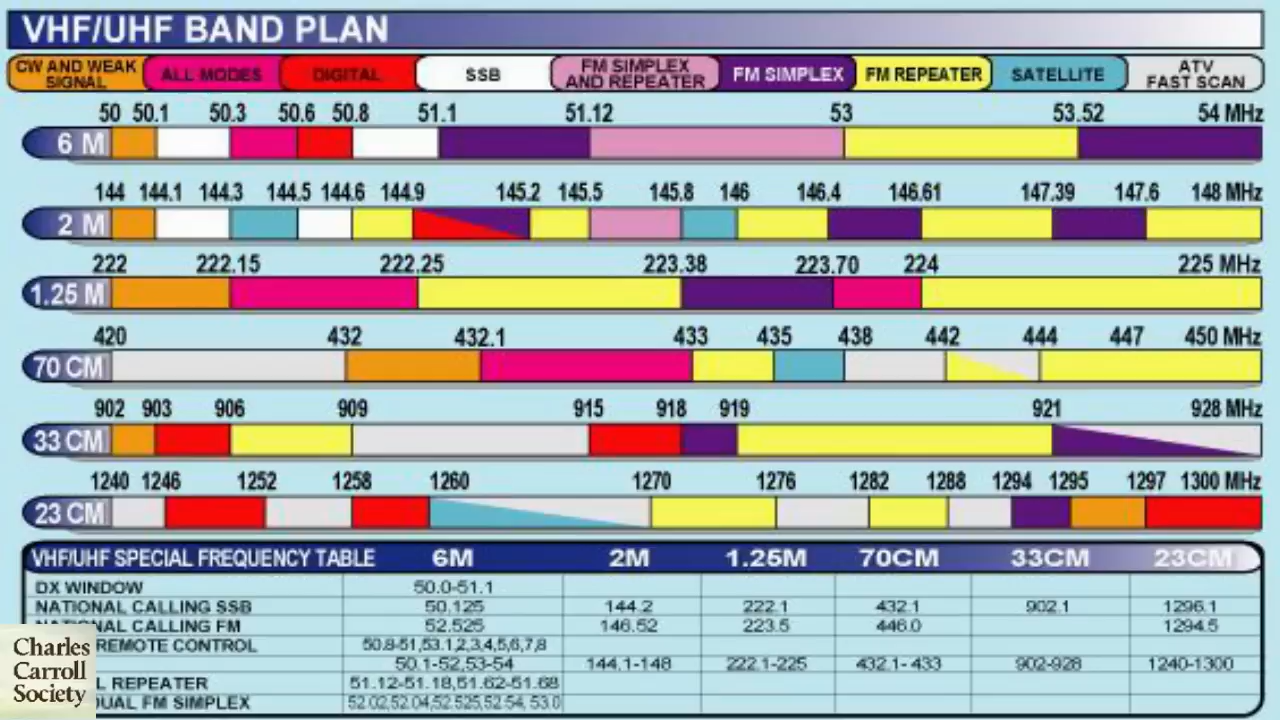 VHF/UHF BAND PLAN
CW AND WEAK SIGNAL ALL MODES DIGITAL SSB FM SIMPLEX AND REPEATER FM SIMPLEX FM REPEATER SATELLITE ATV FAST SCAN
50 50.1 50.3 50.6 50.8 51.1 51.12 53 53.52 54 MHz
6 M
144 144.1 144.3 144.5 144.6 144.9 145.2 145.5 145.8 146 146.4 146.61 147.39 147.6 148 MHz
2 M
222 222.15 222.25 223.38 223.70 224 225 MHz
1.25 M
420 432 432.1 433 435 438 442 444 447 450 MHz
70 CM
902 903 906 909 915 918 919 921 928 MHz
33 CM
1240 1246 1252 1258 1260 1270 1276 1282 1288 1294 1295 1297 1300 MHz
23 CM
VHF/UHF SPECIAL FREQUENCY TABLE 6M 2M 1.25M 70CM 33CM 23CM
DX WINDOW 50.0-51.1
NATIONAL CALLING SSB 50.125 144.2 222.1 432.1 902.1 1296.1
NATIONAL CALLING FM 52.525 146.52 223.5 446.0 1294.5
REMOTE CONTROL 50.8-51,53.1,2,3,4,5,6,7,8
50.1-52,53-54 144.1-148 222.1-225 432.1- 433 902-928 1240-1300
L REPEATER 51.12-51.18,51.62-51.68
DUAL FM SIMPLEX 52.02,52.04,52.525,52.54, 53.0
Charles
Carroll
Society